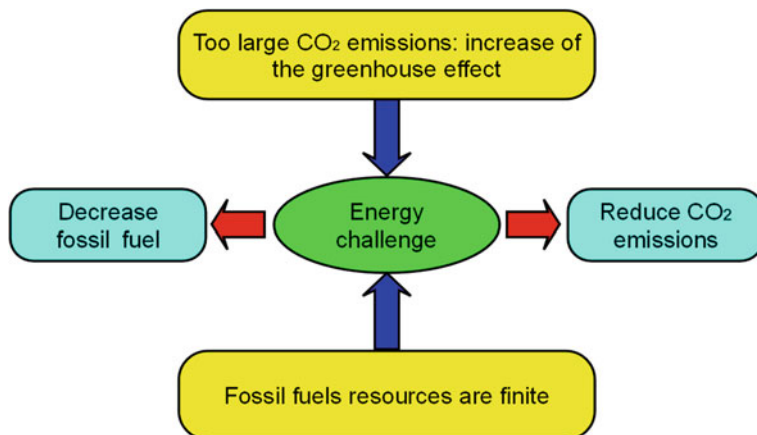 Too large CO₂ emissions: increase of
the greenhouse effect
Decrease
fossil fuel
Energy
challenge
Reduce CO₂
emissions
Fossil fuels resources are finite